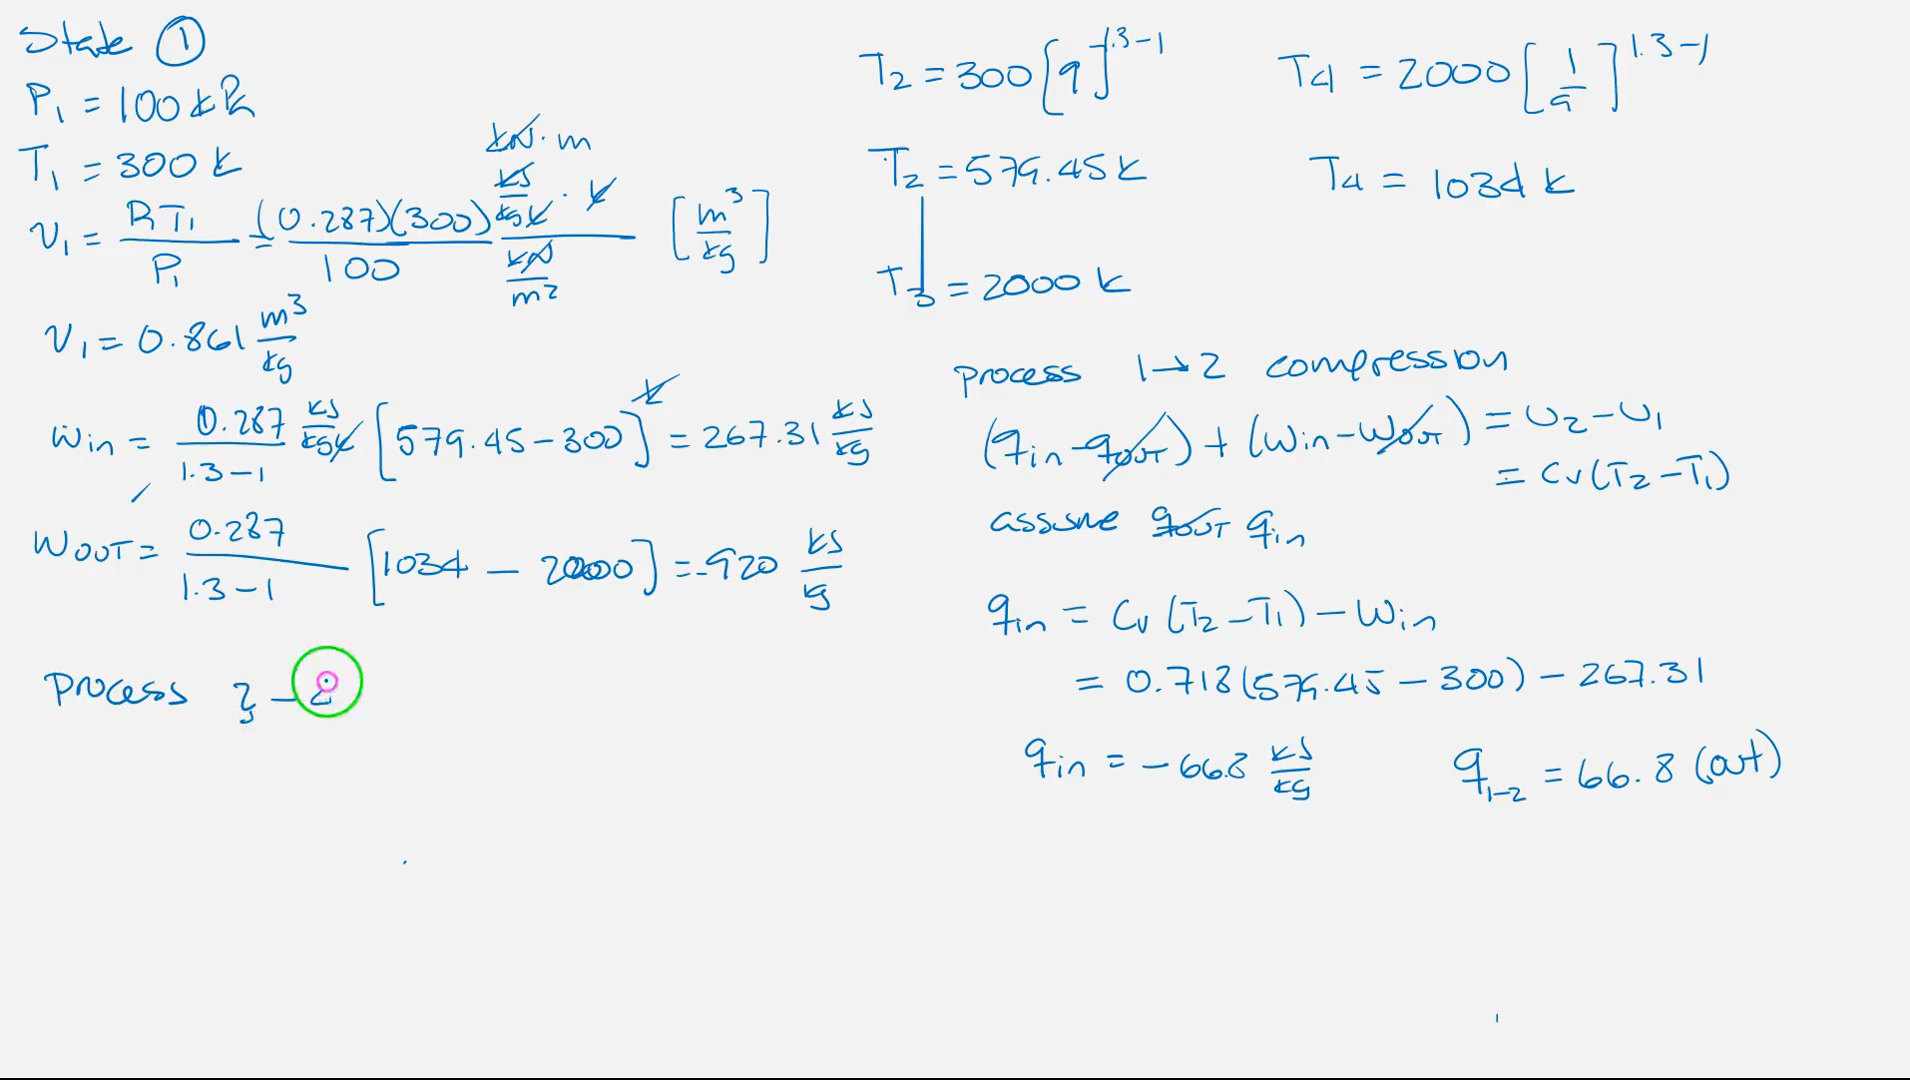 State ①
P₁ = 100 kPa
T₁ = 300 k
v₁ = RT₁ / P₁ = (0.287)(300) / 100 kN·m kJ / kgk · k / kN / m² [m³/kg]
v₁ = 0.861 m³/kg
Win = 0.287 / 1.3-1 kJ/kgk [579.45-300] k = 267.31 kJ/kg
WOUT = 0.287 / 1.3-1 [1034 - 2000] = -920 kJ/kg
Process
T₂ = 300 [9]^1.3-1
T₂ = 579.45 k
T₃ = 2000 k
T₄ = 2000 [1/9]^1.3-1
T₄ = 1034 k
process 1→2 compression
(qin - qOUT) + (Win - WOUT) = U₂ - U₁
= Cv(T₂ - T₁)
assume qOUT qin
qin = Cv (T₂ - T₁) - Win
= 0.718(579.45 - 300) - 267.31
qin = -66.8 kJ/kg q₁₋₂ = 66.8 (out)